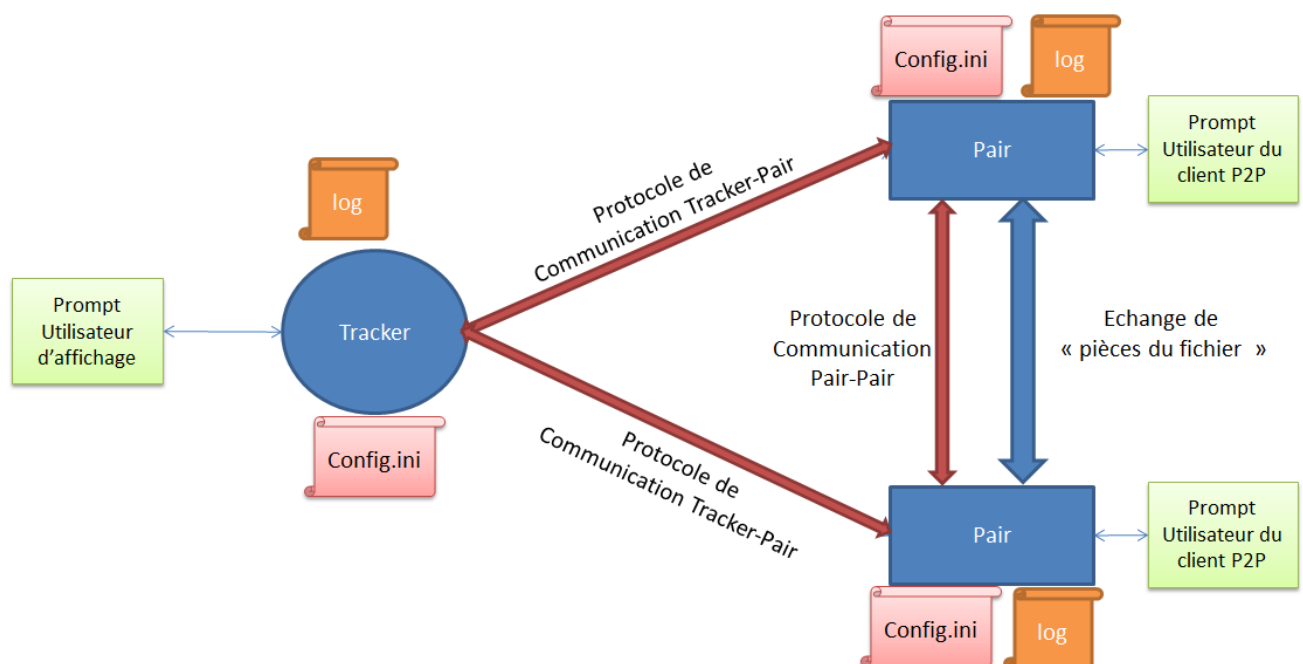 Config.ini
log
Pair
Prompt
Utilisateur du
client P2P
Protocole de
Communication Tracker-Pair
log
Prompt
Utilisateur
d'affichage
Tracker
Protocole de
Communication
Pair-Pair
Echange de
« pièces du fichier »
Config.ini
Protocole de
Communication Tracker-Pair
Pair
Prompt
Utilisateur du
client P2P
Config.ini
log